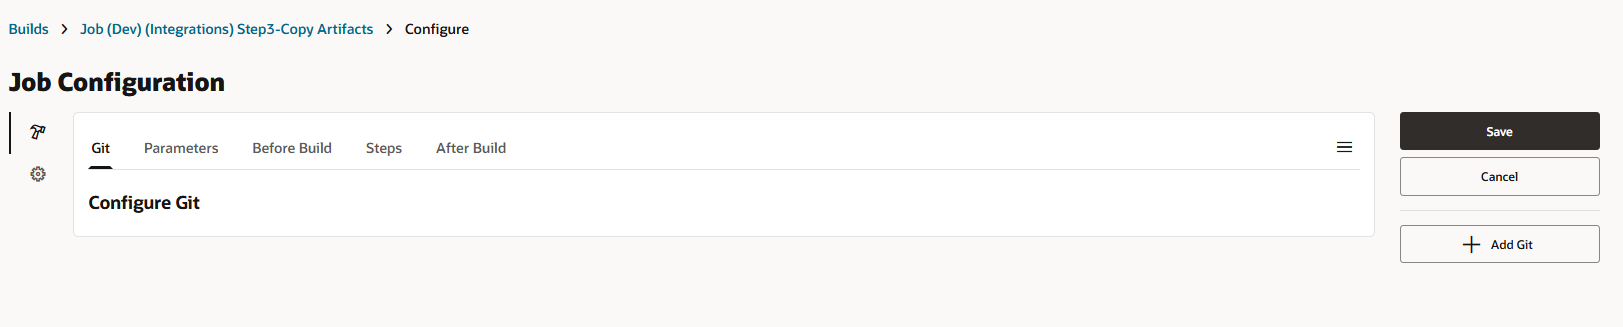 Builds > Job (Dev) (Integrations) Step3-Copy Artifacts > Configure
Job Configuration
Git Parameters Before Build Steps After Build
Configure Git
Save
Cancel
+ Add Git